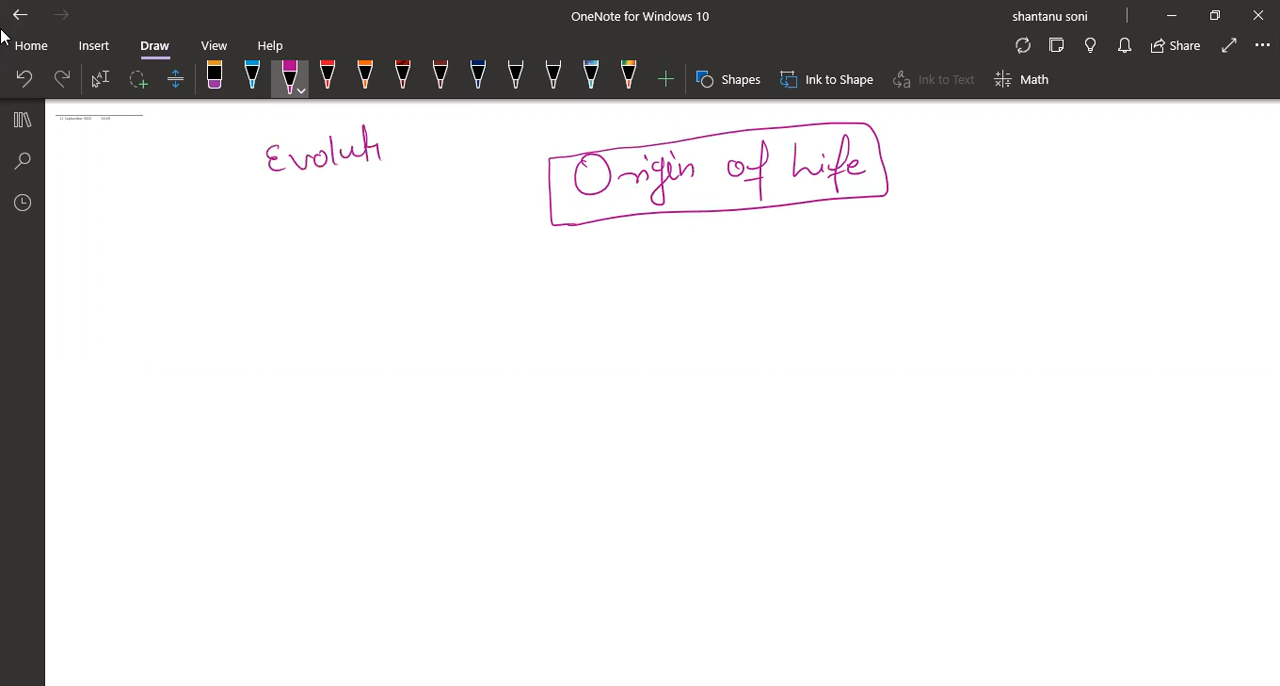 OneNote for Windows 10
shantanu soni
Home Insert Draw View Help
Share
Shapes Ink to Shape Ink to Text Math
Evoluti
Origin of Life